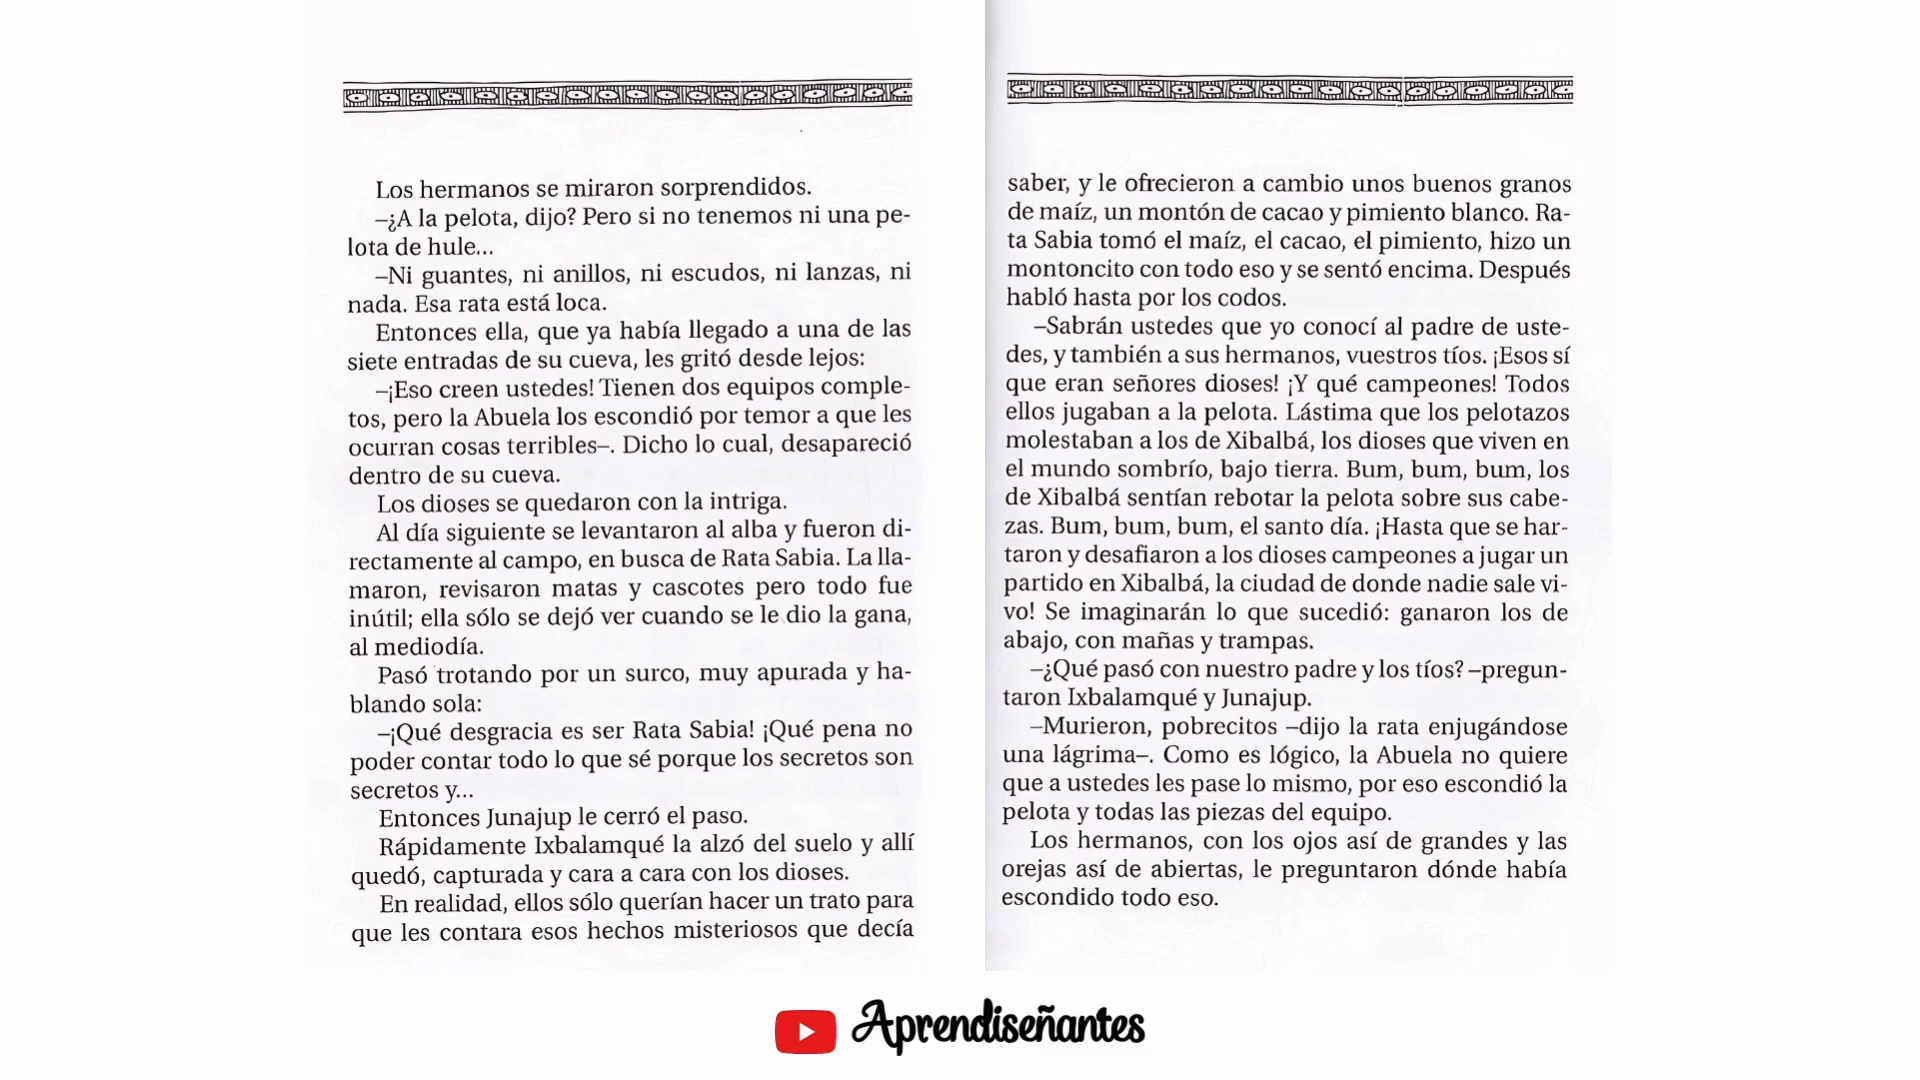 Los hermanos se miraron sorprendidos.
–¿A la pelota, dijo? Pero si no tenemos ni una pe-
lota de hule...
–Ni guantes, ni anillos, ni escudos, ni lanzas, ni
nada. Esa rata está loca.
Entonces ella, que ya había llegado a una de las
siete entradas de su cueva, les gritó desde lejos:
–¡Eso creen ustedes! Tienen dos equipos comple-
tos, pero la Abuela los escondió por temor a que les
ocurran cosas terribles–. Dicho lo cual, desapareció
dentro de su cueva.
Los dioses se quedaron con la intriga.
Al día siguiente se levantaron al alba y fueron di-
rectamente al campo, en busca de Rata Sabia. La lla-
maron, revisaron matas y cascotes pero todo fue
inútil; ella sólo se dejó ver cuando se le dio la gana,
al mediodía.
Pasó trotando por un surco, muy apurada y ha-
blando sola:
–¡Qué desgracia es ser Rata Sabia! ¡Qué pena no
poder contar todo lo que sé porque los secretos son
secretos y...
Entonces Junajup le cerró el paso.
Rápidamente Ixbalamqué la alzó del suelo y allí
quedó, capturada y cara a cara con los dioses.
En realidad, ellos sólo querían hacer un trato para
que les contara esos hechos misteriosos que decía
saber, y le ofrecieron a cambio unos buenos granos
de maíz, un montón de cacao y pimiento blanco. Ra-
ta Sabia tomó el maíz, el cacao, el pimiento, hizo un
montoncito con todo eso y se sentó encima. Después
habló hasta por los codos.
–Sabrán ustedes que yo conocí al padre de uste-
des, y también a sus hermanos, vuestros tíos. ¡Esos sí
que eran señores dioses! ¡Y qué campeones! Todos
ellos jugaban a la pelota. Lástima que los pelotazos
molestaban a los de Xibalbá, los dioses que viven en
el mundo sombrío, bajo tierra. Bum, bum, bum, los
de Xibalbá sentían rebotar la pelota sobre sus cabe-
zas. Bum, bum, bum, el santo día. ¡Hasta que se har-
taron y desafiaron a los dioses campeones a jugar un
partido en Xibalbá, la ciudad de donde nadie sale vi-
vo! Se imaginarán lo que sucedió: ganaron los de
abajo, con mañas y trampas.
–¿Qué pasó con nuestro padre y los tíos? –pregun-
taron Ixbalamqué y Junajup.
–Murieron, pobrecitos –dijo la rata enjugándose
una lágrima–. Como es lógico, la Abuela no quiere
que a ustedes les pase lo mismo, por eso escondió la
pelota y todas las piezas del equipo.
Los hermanos, con los ojos así de grandes y las
orejas así de abiertas, le preguntaron dónde había
escondido todo eso.
Aprendiseñantes